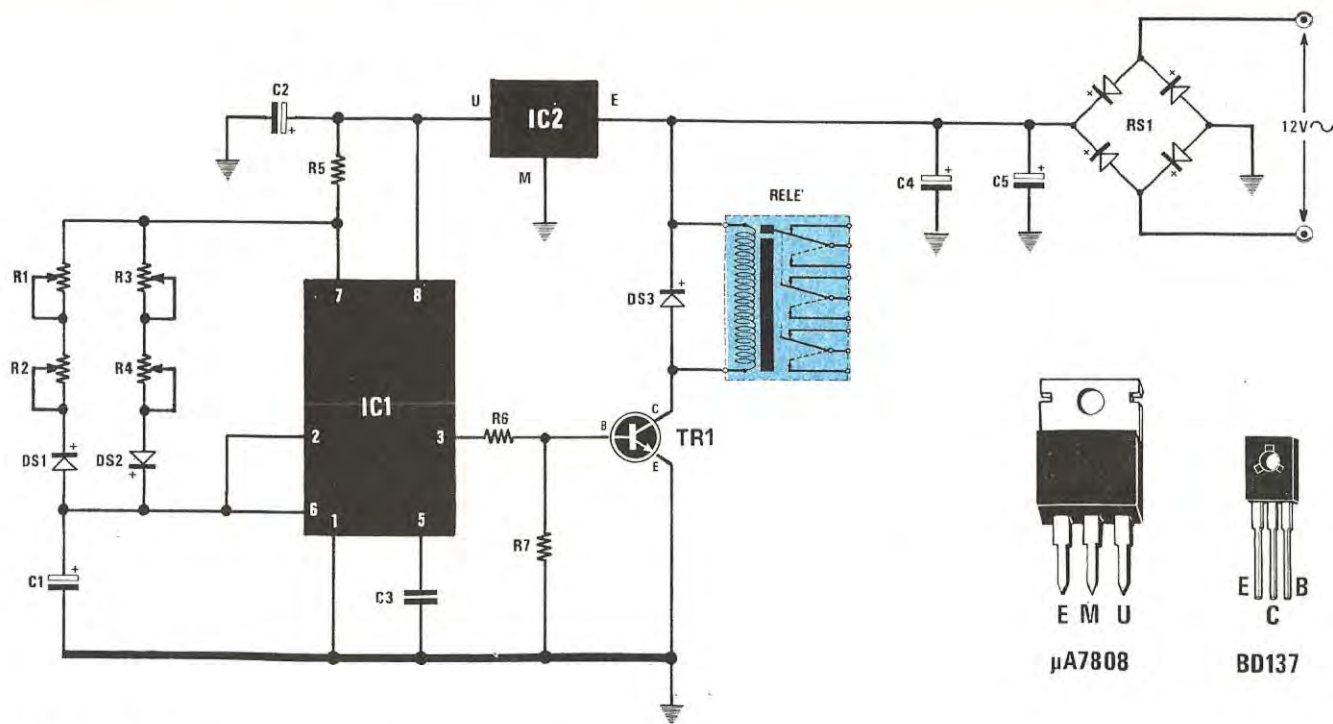 C2
+
U
IC2
E
M
R5
RELE'
C4
+
C5
+
RS1
+
+
+
+
12V∿
R1
R3
R2
R4
DS1
+
DS2
+
C1
+
7
8
IC1
2
3
6
1
5
R6
R7
C3
DS3
+
B
C
E
TR1
E M U
μA7808
E
C
B
BD137